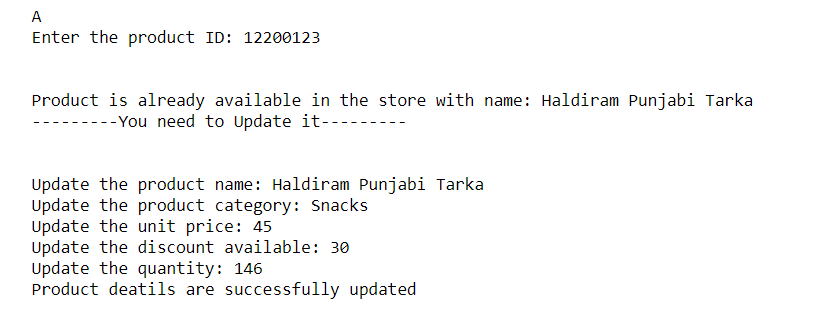 A
Enter the product ID: 12200123
Product is already available in the store with name: Haldiram Punjabi Tarka
---------You need to Update it---------
Update the product name: Haldiram Punjabi Tarka
Update the product category: Snacks
Update the unit price: 45
Update the discount available: 30
Update the quantity: 146
Product deatils are successfully updated